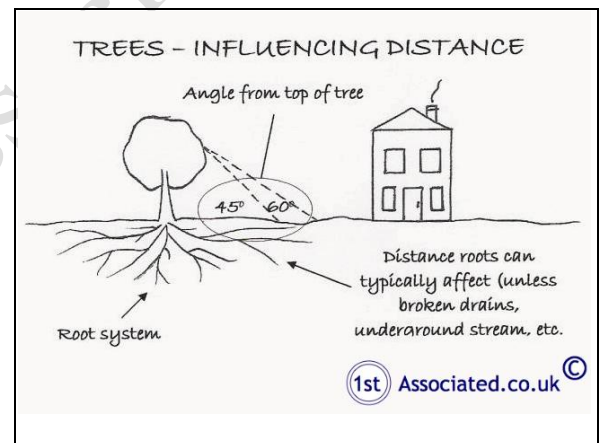 TREES – INFLUENCING DISTANCE
Angle from top of tree
45° 60°
Distance roots can
typically affect (unless
broken drains,
underground stream, etc.
Root system
1st Associated.co.uk ©